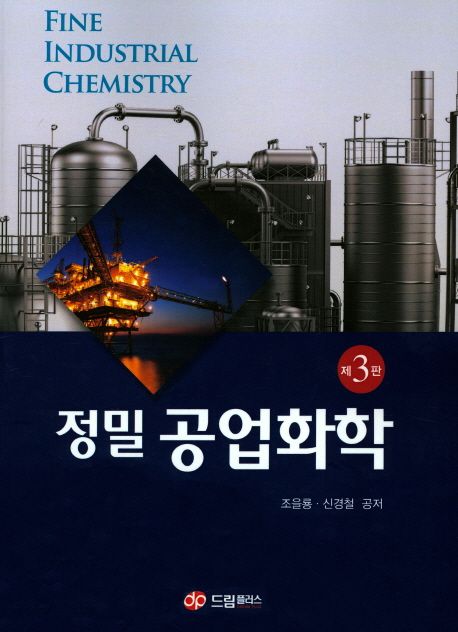 FINE
INDUSTRIAL
CHEMISTRY
제3판
정밀 공업화학
조을룡 · 신경철 공저
dp 드림플러스